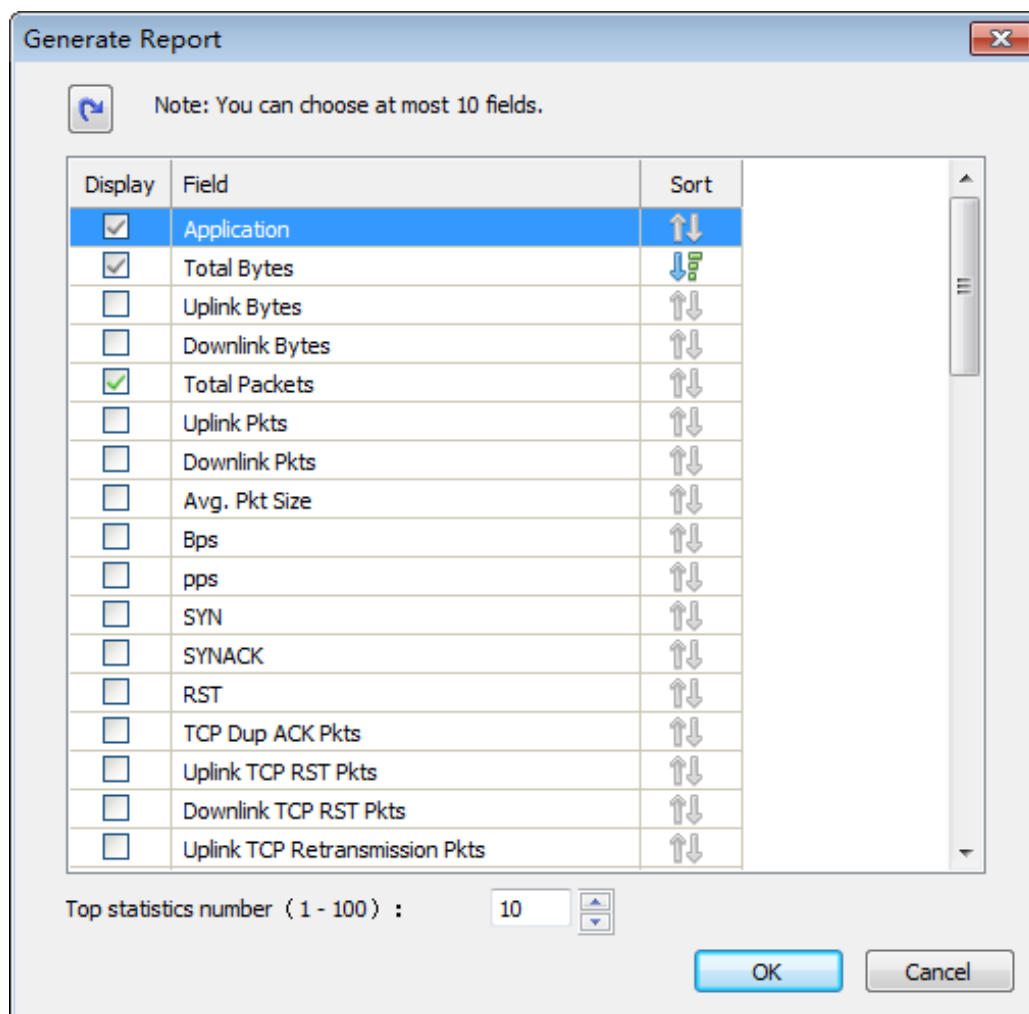 Generate Report
Note: You can choose at most 10 fields.
Display Field Sort
Application
Total Bytes
Uplink Bytes
Downlink Bytes
Total Packets
Uplink Pkts
Downlink Pkts
Avg. Pkt Size
Bps
pps
SYN
SYNACK
RST
TCP Dup ACK Pkts
Uplink TCP RST Pkts
Downlink TCP RST Pkts
Uplink TCP Retransmission Pkts
Top statistics number（1 - 100）: 10
OK Cancel